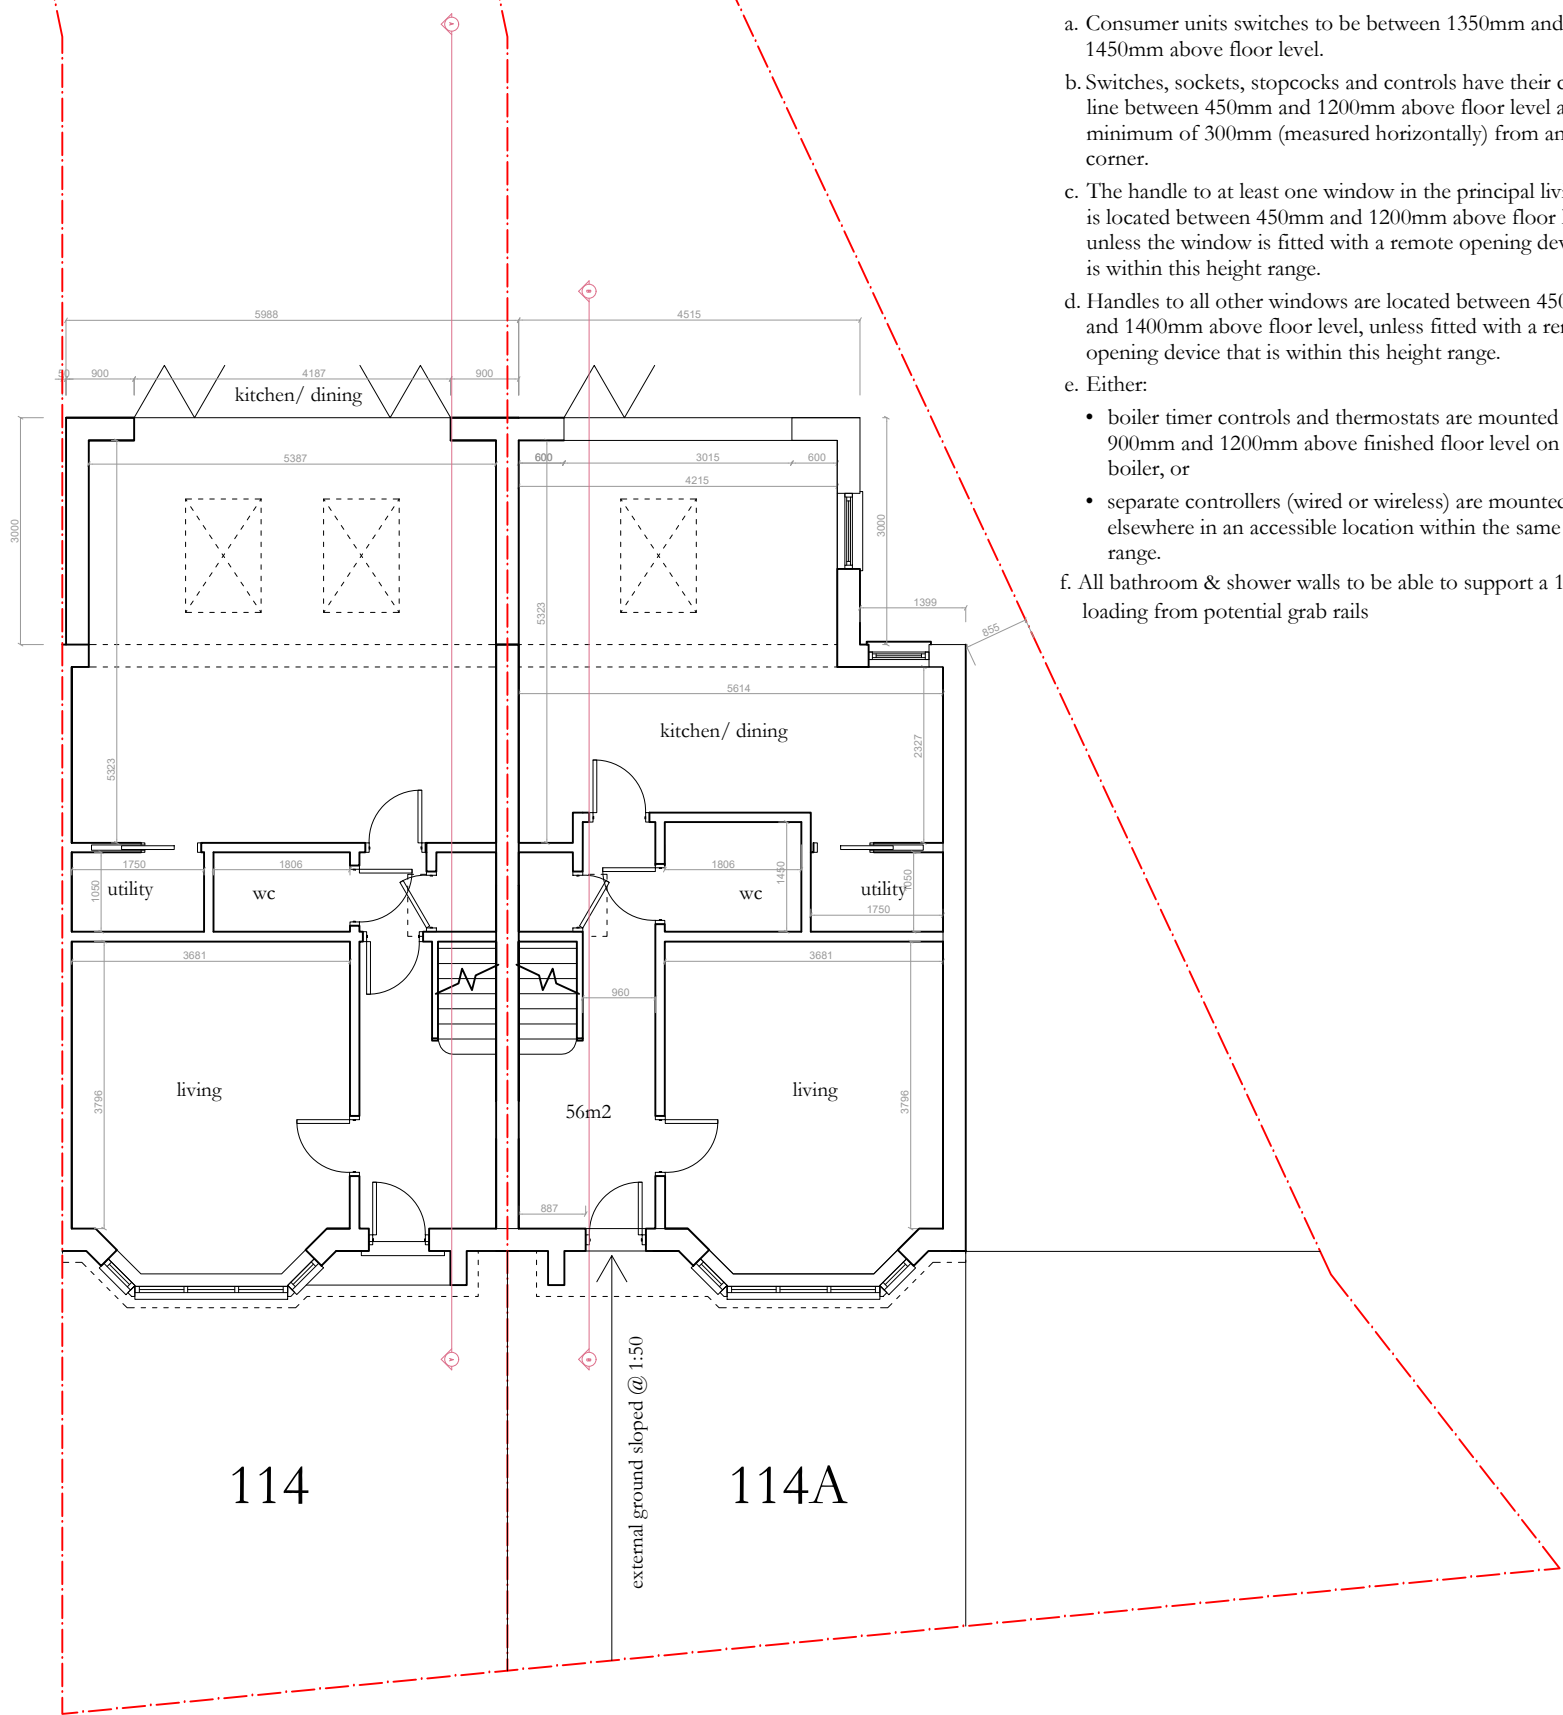 a. Consumer units switches to be between 1350mm and
1450mm above floor level.
b. Switches, sockets, stopcocks and controls have their
line between 450mm and 1200mm above floor level
minimum of 300mm (measured horizontally) from
corner.
c. The handle to at least one window in the principal
is located between 450mm and 1200mm above floor
unless the window is fitted with a remote opening
is within this height range.
d. Handles to all other windows are located between
and 1400mm above floor level, unless fitted with a
opening device that is within this height range.
e. Either:
• boiler timer controls and thermostats are mounted
900mm and 1200mm above finished floor level on
boiler, or
• separate controllers (wired or wireless) are mounted
elsewhere in an accessible location within the same
range.
f. All bathroom & shower walls to be able to support a
loading from potential grab rails
A
B
5988
4515
50
900
4187
900
kitchen/ dining
5387
600
3015
600
4215
3000
3000
5323
1399
855
5614
kitchen/ dining
5323
2327
1750
1806
1806
1450
1050
utility
wc
wc
utility
1050
1750
3681
3681
960
living
living
3796
56m2
3796
887
A
B
external ground sloped @ 1:50
114
114A